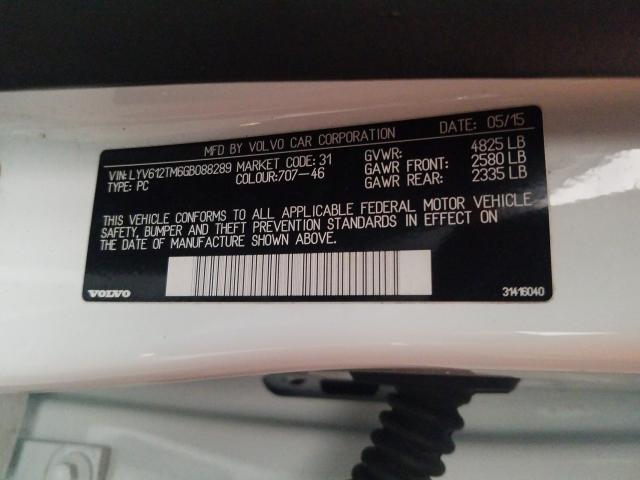 MFD BY VOLVO CAR CORPORATION DATE: 05/15
VIN:LYV612TM6GB088289 MARKET CODE: 31 GVWR: 4825 LB
TYPE: PC COLOUR:707-46 GAWR FRONT: 2580 LB
GAWR REAR: 2335 LB
THIS VEHICLE CONFORMS TO ALL APPLICABLE FEDERAL MOTOR VEHICLE
SAFETY, BUMPER AND THEFT PREVENTION STANDARDS IN EFFECT ON
THE DATE OF MANUFACTURE SHOWN ABOVE.
VOLVO 31416040